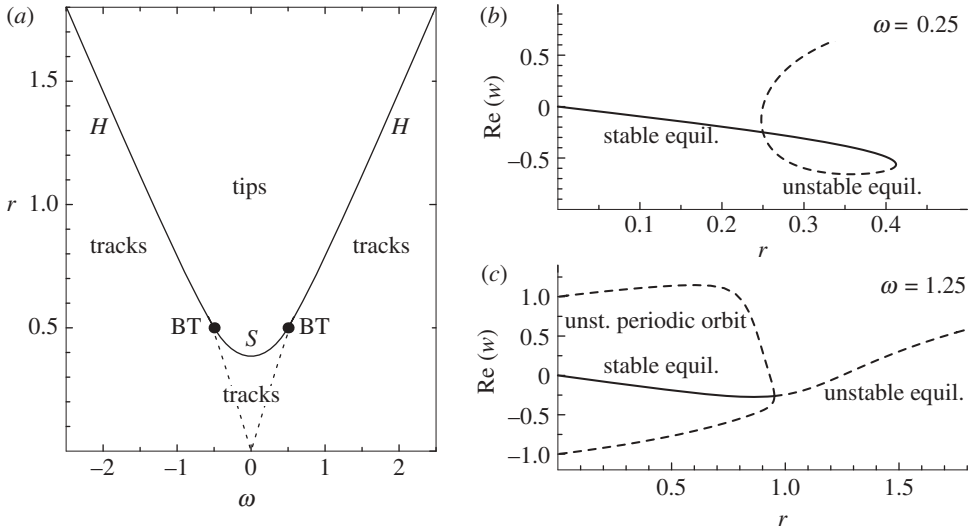 (a)
r
1.5
1.0
0.5
H
H
tips
tracks
tracks
BT
S
BT
tracks
−2
−1
0
1
2
ω
(b)
ω = 0.25
Re (w)
0.5
0
−0.5
stable equil.
unstable equil.
0.1
0.2
0.3
0.4
r
(c)
ω = 1.25
Re (w)
1.0
0.5
0
−0.5
−1.0
unst. periodic orbit
stable equil.
unstable equil.
0.5
1.0
1.5
r